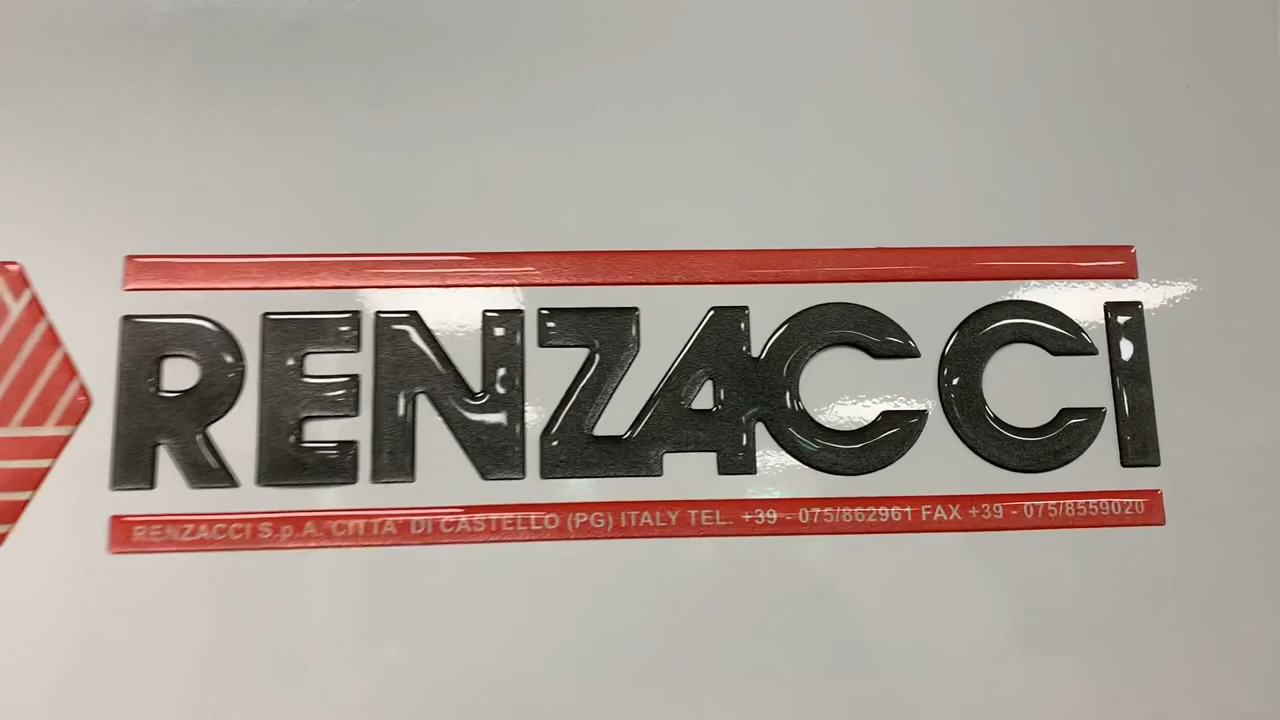 RENZACCI
RENZACCI S.p.A. CITTA' DI CASTELLO (PG) ITALY TEL. +39 - 075/862961 FAX +39 - 075/8559020